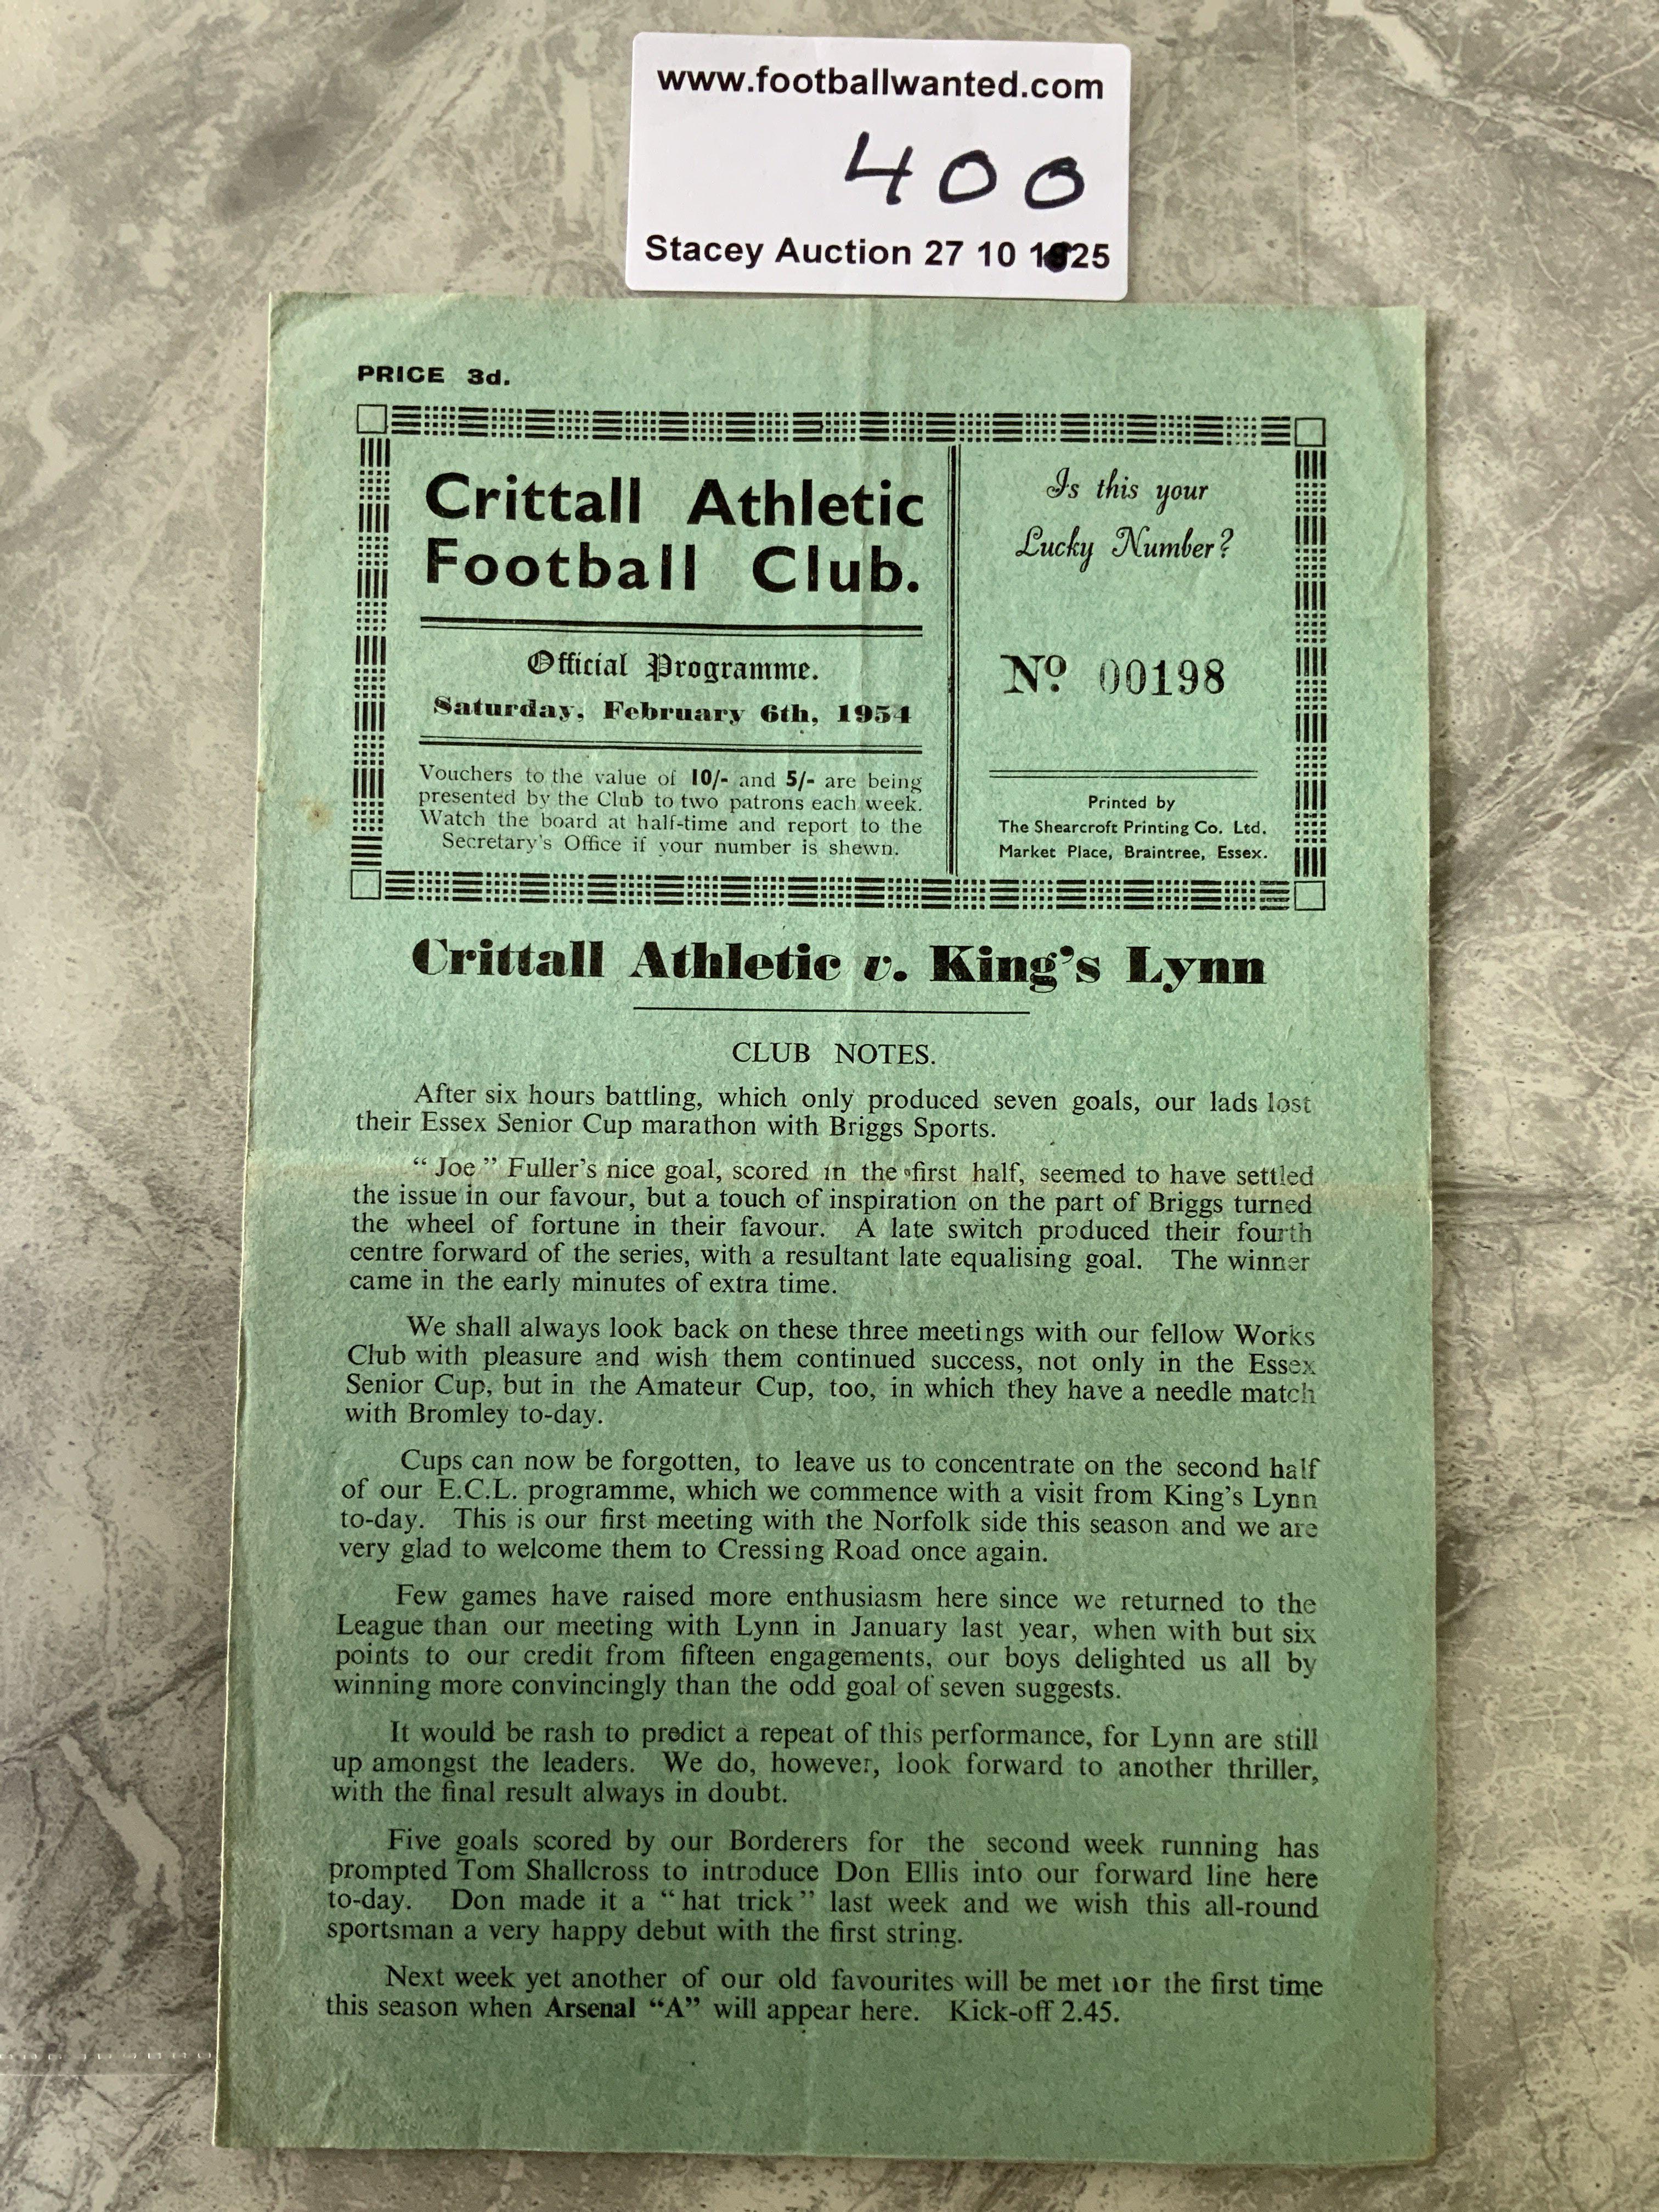 www.footballwanted.com
400
Stacey Auction 27 10 1825
PRICE 3d.
Crittall Athletic
Football Club.
Official Programme.
Saturday, February 6th, 1954
Vouchers to the value of 10/- and 5/- are being
presented by the Club to two patrons each week.
Watch the board at half-time and report to the
Secretary's Office if your number is shewn.
Is this your
Lucky Number?
No. 00198
Printed by
The Shearcroft Printing Co. Ltd.
Market Place, Braintree, Essex.
Crittall Athletic v. King's Lynn
CLUB NOTES.
After six hours battling, which only produced seven goals, our lads lost
their Essex Senior Cup marathon with Briggs Sports.
"Joe" Fuller's nice goal, scored in the first half, seemed to have settled
the issue in our favour, but a touch of inspiration on the part of Briggs turned
the wheel of fortune in their favour. A late switch produced their fourth
centre forward of the series, with a resultant late equalising goal. The winner
came in the early minutes of extra time.
We shall always look back on these three meetings with our fellow Works
Club with pleasure and wish them continued success, not only in the Essex
Senior Cup, but in the Amateur Cup, too, in which they have a needle match
with Bromley to-day.
Cups can now be forgotten, to leave us to concentrate on the second half
of our E.C.L. programme, which we commence with a visit from King's Lynn
to-day. This is our first meeting with the Norfolk side this season and we are
very glad to welcome them to Cressing Road once again.
Few games have raised more enthusiasm here since we returned to the
League than our meeting with Lynn in January last year, when with but six
points to our credit from fifteen engagements, our boys delighted us all by
winning more convincingly than the odd goal of seven suggests.
It would be rash to predict a repeat of this performance, for Lynn are still
up amongst the leaders. We do, however, look forward to another thriller,
with the final result always in doubt.
Five goals scored by our Borderers for the second week running has
prompted Tom Shallcross to introduce Don Ellis into our forward line here
to-day. Don made it a "hat trick" last week and we wish this all-round
sportsman a very happy debut with the first string.
Next week yet another of our old favourites will be met for the first time
this season when Arsenal "A" will appear here. Kick-off 2.45.